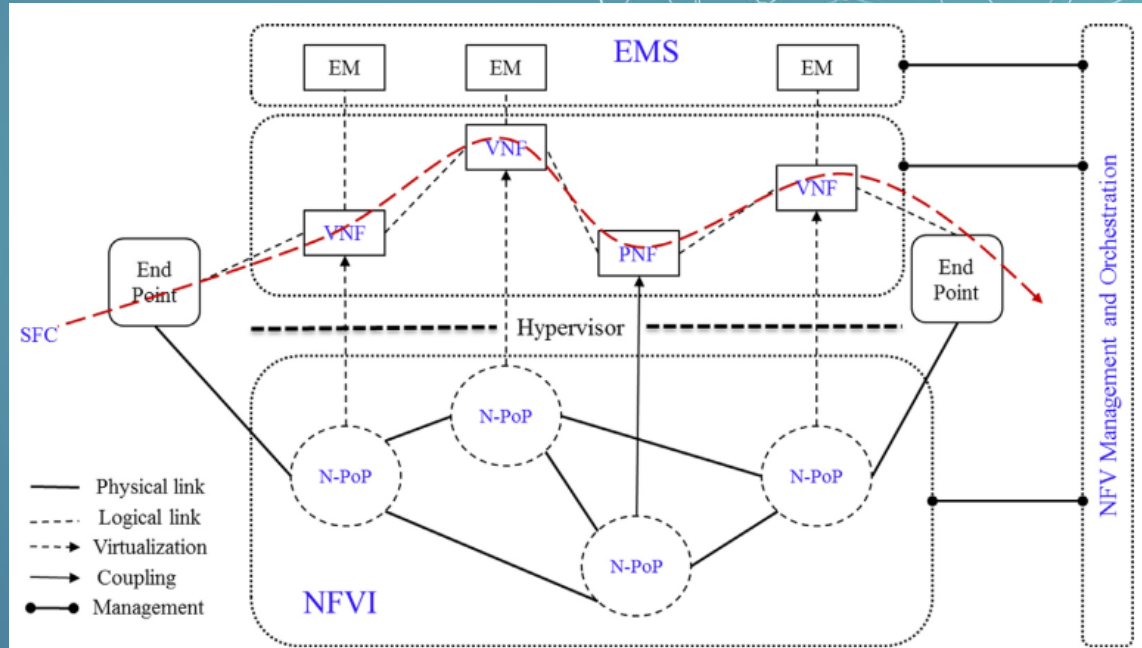 EMS
EM
EM
EM
VNF
VNF
VNF
PNF
End
Point
End
Point
SFC
Hypervisor
N-PoP
N-PoP
N-PoP
N-PoP
NFVI
Physical link
Logical link
Virtualization
Coupling
Management
NFV Management and Orchestration